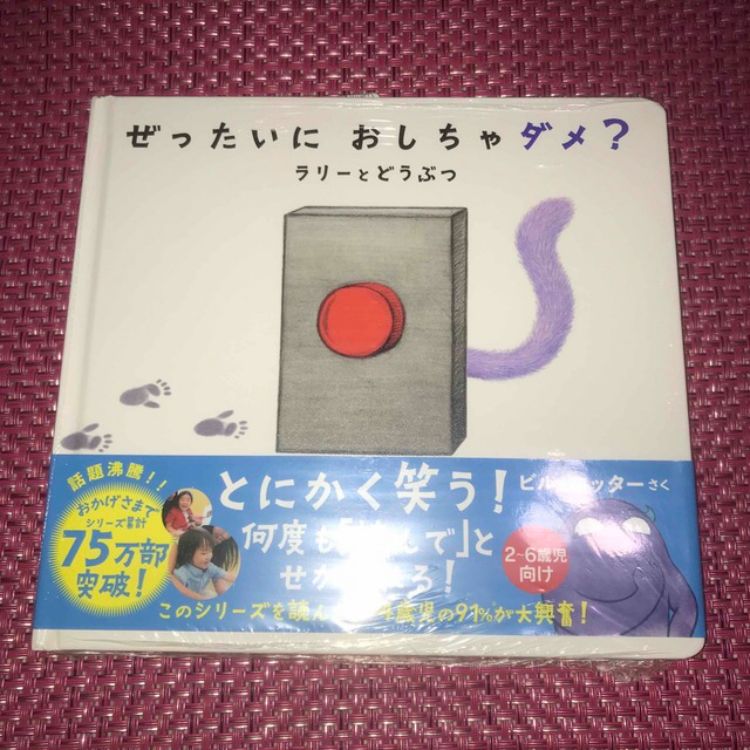 ぜったいに おしちゃダメ？
ラリーとどうぶつ
話題沸騰!!
おかげさまで
シリーズ累計
75万部
突破!
とにかく笑う!
何度も「 で」と
せが ろ!
ビル ッターさく
2~6歳児
向け
このシリーズを読ん 4歳児の91%が大興奮!